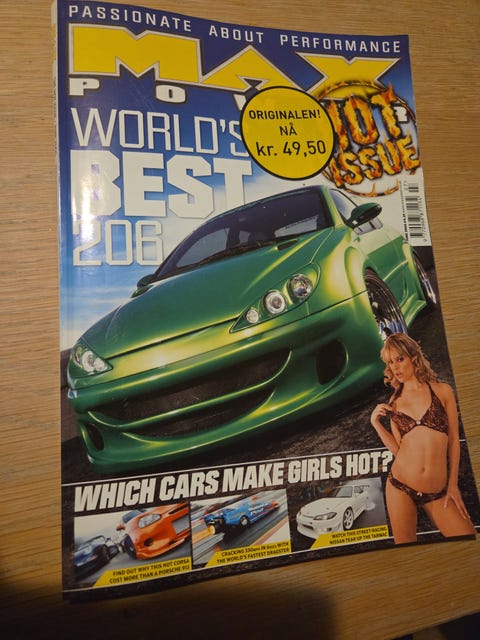 PASSIONATE ABOUT PERFORMANCE
MAX
PO
ORIGINALEN!
NÅ
kr. 49,50
HOT
ISSUE
WORLD'S
BEST
206
WHICH CARS MAKE GIRLS HOT?
FIND OUT WHY THIS HOT CORSA
COST MORE THAN A PORSCHE 911
CRACKING 330mph IN 6secs WITH
THE WORLD'S FASTEST DRAGSTER
WATCH THIS STREET-RACING
NISSAN TEAR UP THE TARMAC